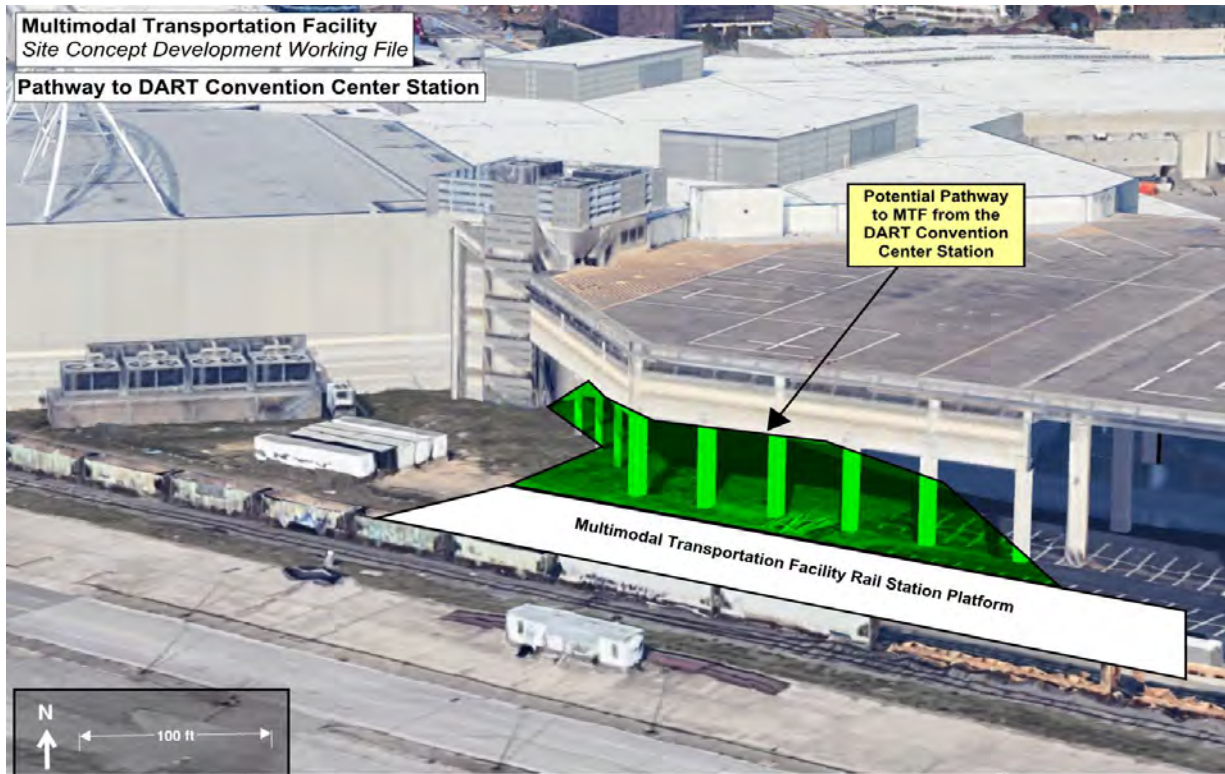 Multimodal Transportation Facility
Site Concept Development Working File
Pathway to DART Convention Center Station
Potential Pathway
to MTF from the
DART Convention
Center Station
Multimodal Transportation Facility Rail Station Platform
N
100 ft